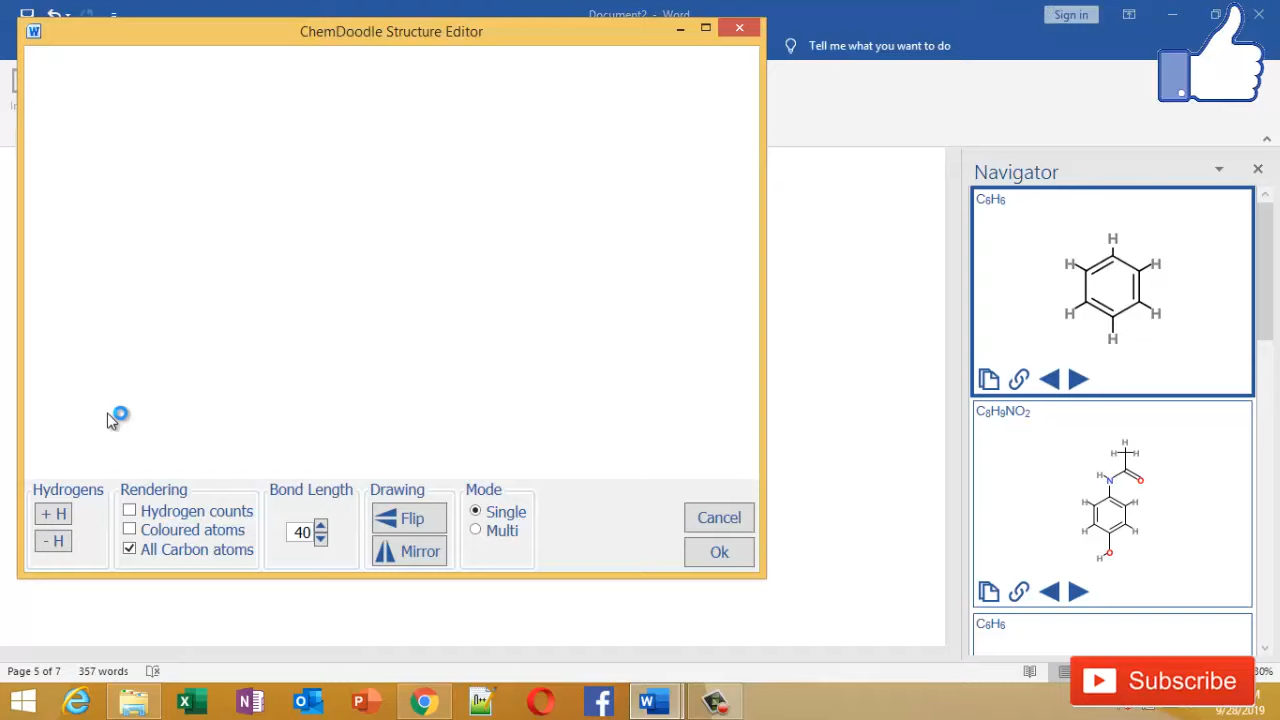 Document2 - Word
Sign in
ChemDoodle Structure Editor
Tell me what you want to do
Navigator
C6H6
H
H H
H H
H
C8H9NO2
H
H H
H N O
H H
H H
H O
C6H6
Hydrogens
+ H
- H
Rendering
Hydrogen counts
Coloured atoms
All Carbon atoms
Bond Length
40
Drawing
Flip
Mirror
Mode
Single
Multi
Cancel
Ok
Page 5 of 7
357 words
Subscribe
9/28/2019